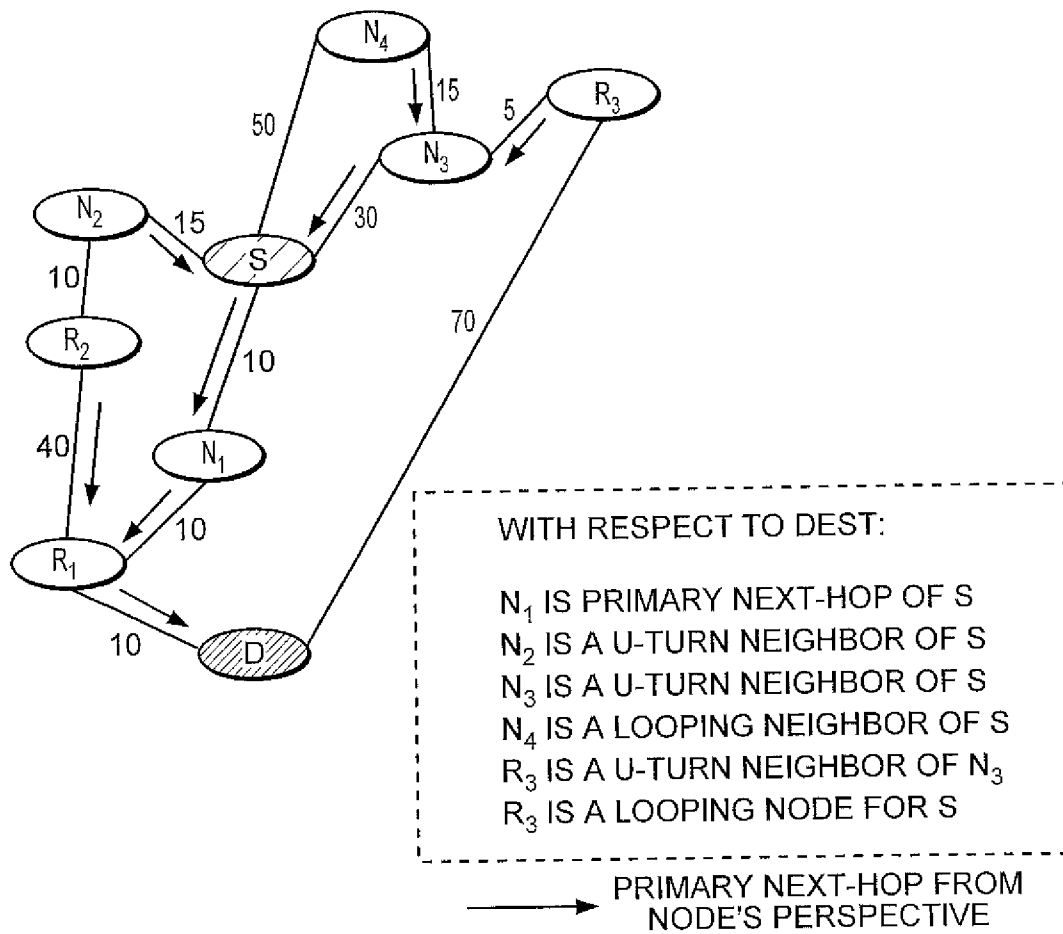 N₄
50
15
5
R₃
N₃
30
N₂
15
S
10
R₂
70
10
40
N₁
10
R₁
10
D
WITH RESPECT TO DEST:
N₁ IS PRIMARY NEXT-HOP OF S
N₂ IS A U-TURN NEIGHBOR OF S
N₃ IS A U-TURN NEIGHBOR OF S
N₄ IS A LOOPING NEIGHBOR OF S
R₃ IS A U-TURN NEIGHBOR OF N₃
R₃ IS A LOOPING NODE FOR S
PRIMARY NEXT-HOP FROM
NODE'S PERSPECTIVE